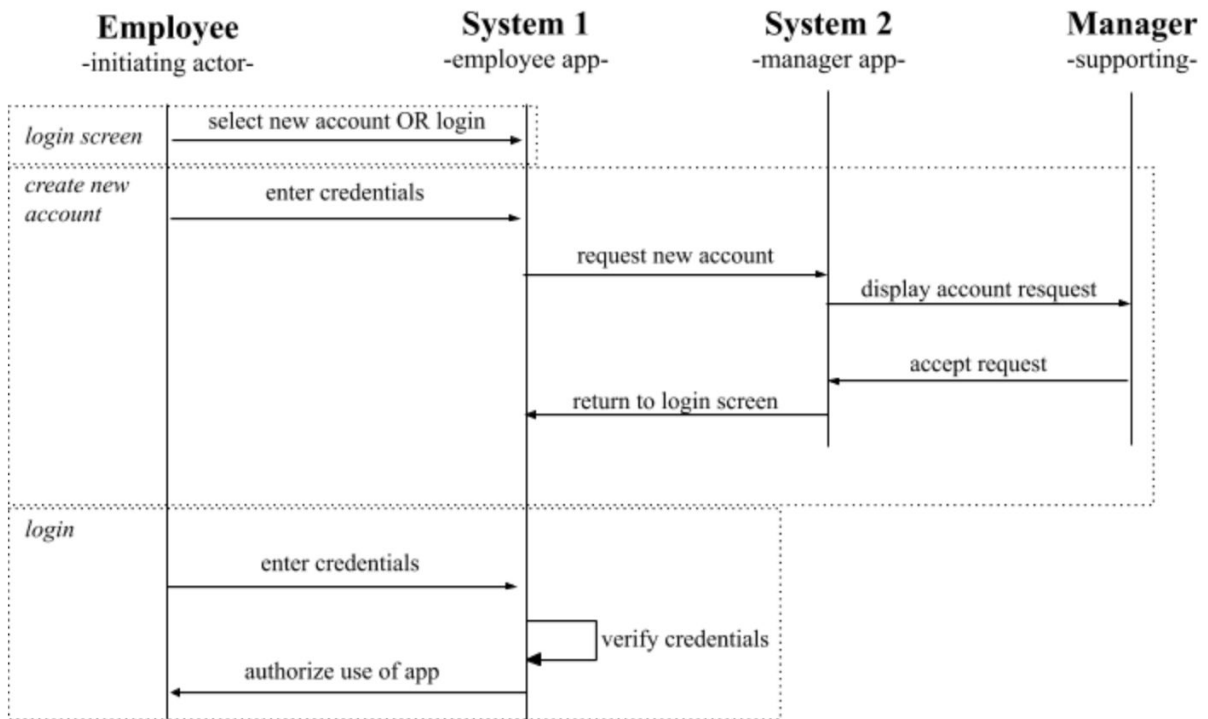 Employee
-initiating actor-
System 1
-employee app-
System 2
-manager app-
Manager
-supporting-
login screen
select new account OR login
create new
account
enter credentials
request new account
display account resquest
accept request
return to login screen
login
enter credentials
verify credentials
authorize use of app